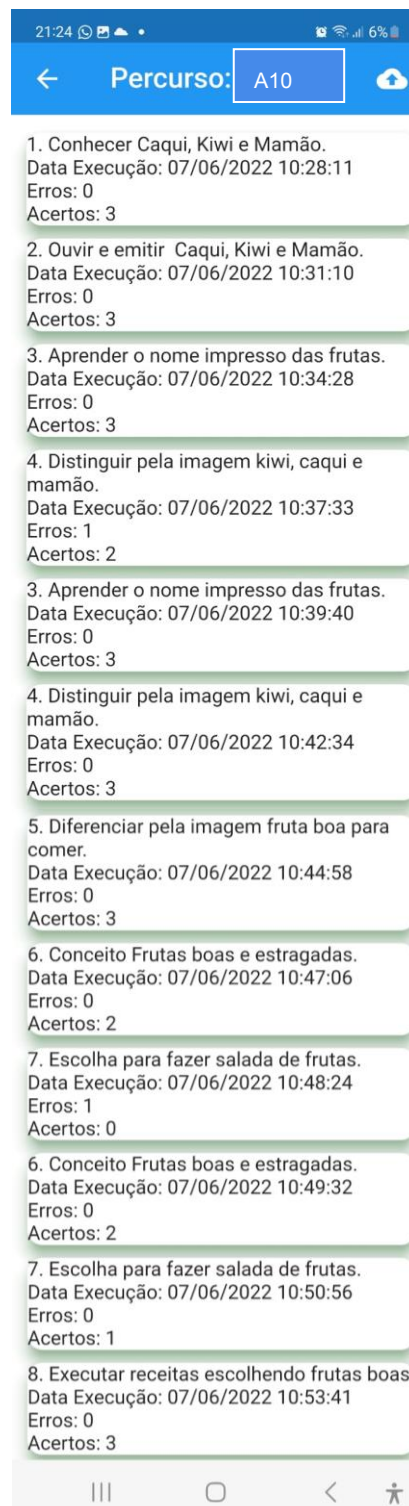 21:24 6%
Percurso: A10
1. Conhecer Caqui, Kiwi e Mamão.
Data Execução: 07/06/2022 10:28:11
Erros: 0
Acertos: 3
2. Ouvir e emitir Caqui, Kiwi e Mamão.
Data Execução: 07/06/2022 10:31:10
Erros: 0
Acertos: 3
3. Aprender o nome impresso das frutas.
Data Execução: 07/06/2022 10:34:28
Erros: 0
Acertos: 3
4. Distinguir pela imagem kiwi, caqui e
mamão.
Data Execução: 07/06/2022 10:37:33
Erros: 1
Acertos: 2
3. Aprender o nome impresso das frutas.
Data Execução: 07/06/2022 10:39:40
Erros: 0
Acertos: 3
4. Distinguir pela imagem kiwi, caqui e
mamão.
Data Execução: 07/06/2022 10:42:34
Erros: 0
Acertos: 3
5. Diferenciar pela imagem fruta boa para
comer.
Data Execução: 07/06/2022 10:44:58
Erros: 0
Acertos: 3
6. Conceito Frutas boas e estragadas.
Data Execução: 07/06/2022 10:47:06
Erros: 0
Acertos: 2
7. Escolha para fazer salada de frutas.
Data Execução: 07/06/2022 10:48:24
Erros: 1
Acertos: 0
6. Conceito Frutas boas e estragadas.
Data Execução: 07/06/2022 10:49:32
Erros: 0
Acertos: 2
7. Escolha para fazer salada de frutas.
Data Execução: 07/06/2022 10:50:56
Erros: 0
Acertos: 1
8. Executar receitas escolhendo frutas boas
Data Execução: 07/06/2022 10:53:41
Erros: 0
Acertos: 3